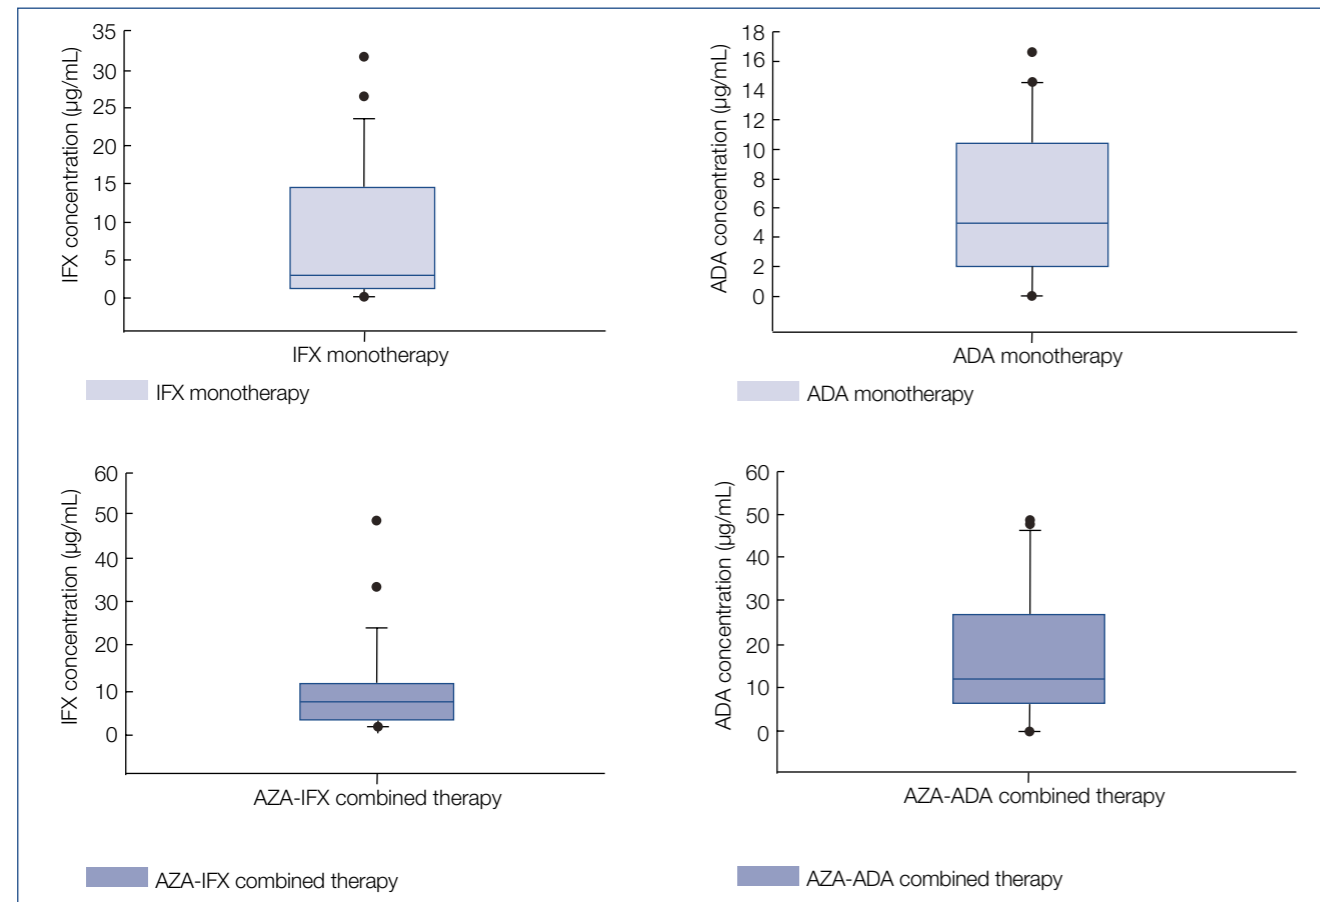 IFX concentration (µg/mL)
35
30
25
20
15
10
5
0
IFX monotherapy
IFX monotherapy
ADA concentration (µg/mL)
18
16
14
12
10
8
6
4
2
0
ADA monotherapy
ADA monotherapy
IFX concentration (µg/mL)
60
50
40
30
20
10
0
AZA-IFX combined therapy
AZA-IFX combined therapy
ADA concentration (µg/mL)
60
50
40
30
20
10
0
AZA-ADA combined therapy
AZA-ADA combined therapy